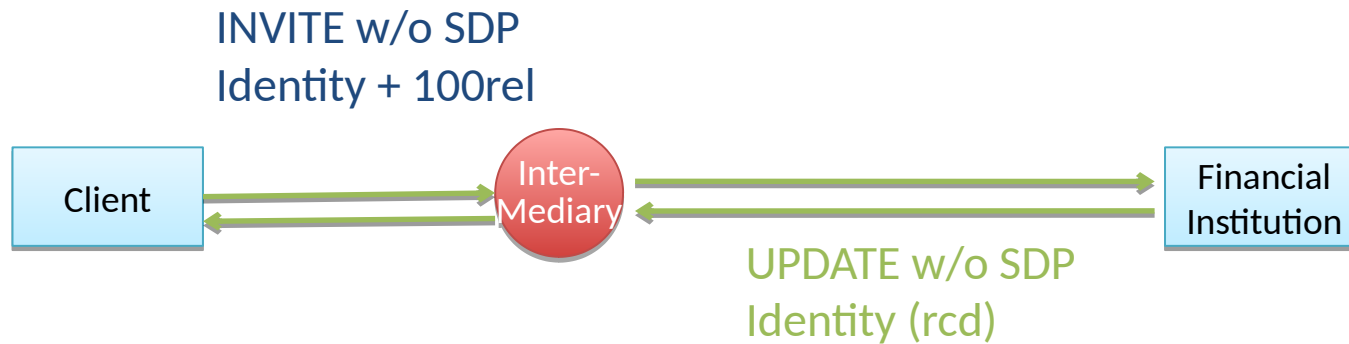 INVITE w/o SDP
Identity + 100rel
Client
Inter-
Mediary
Financial
Institution
UPDATE w/o SDP
Identity (rcd)